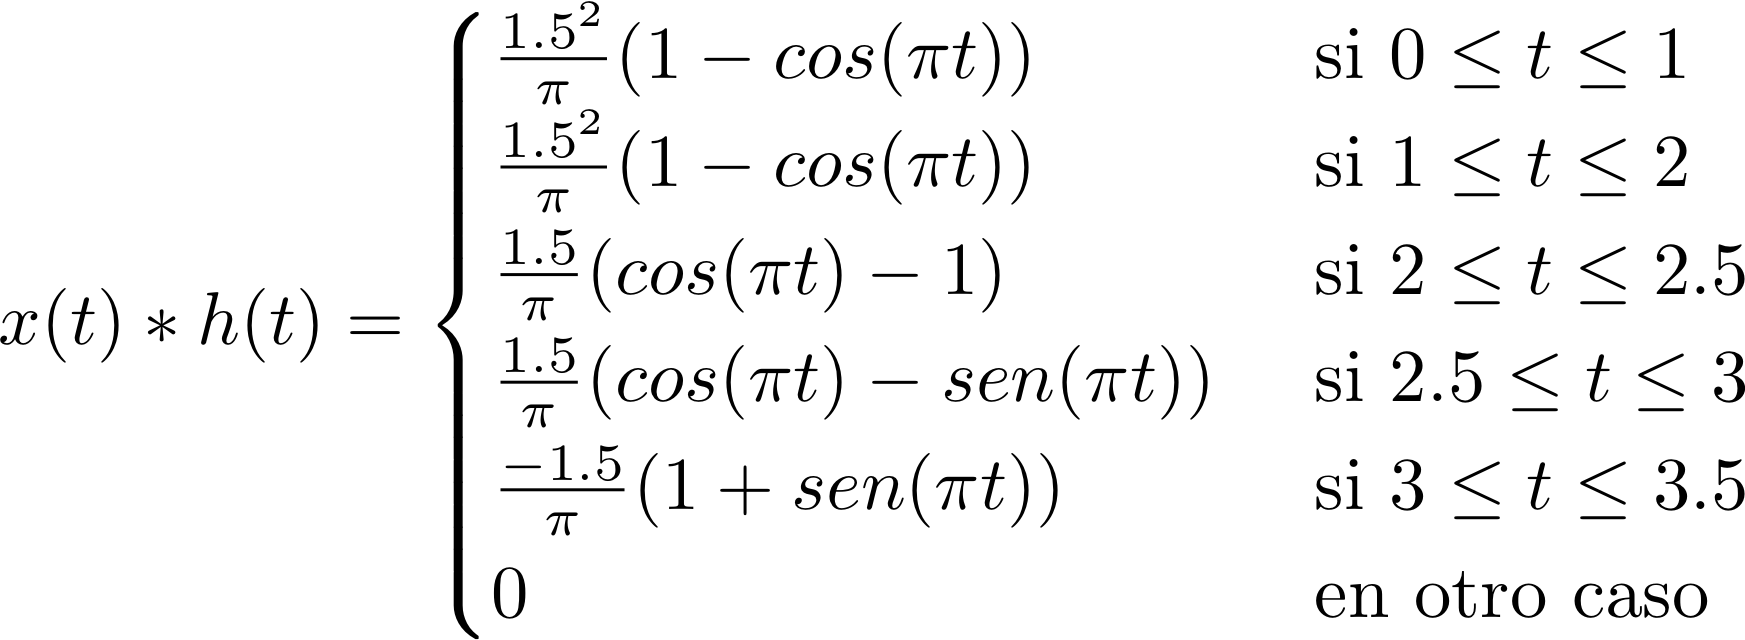 1.5²/π (1 − cos(πt)) si 0 ≤ t ≤ 1
1.5²/π (1 − cos(πt)) si 1 ≤ t ≤ 2
1.5/π (cos(πt) − 1) si 2 ≤ t ≤ 2.5
x(t) ∗ h(t) = {
1.5/π (cos(πt) − sen(πt)) si 2.5 ≤ t ≤ 3
−1.5/π (1 + sen(πt)) si 3 ≤ t ≤ 3.5
0 en otro caso